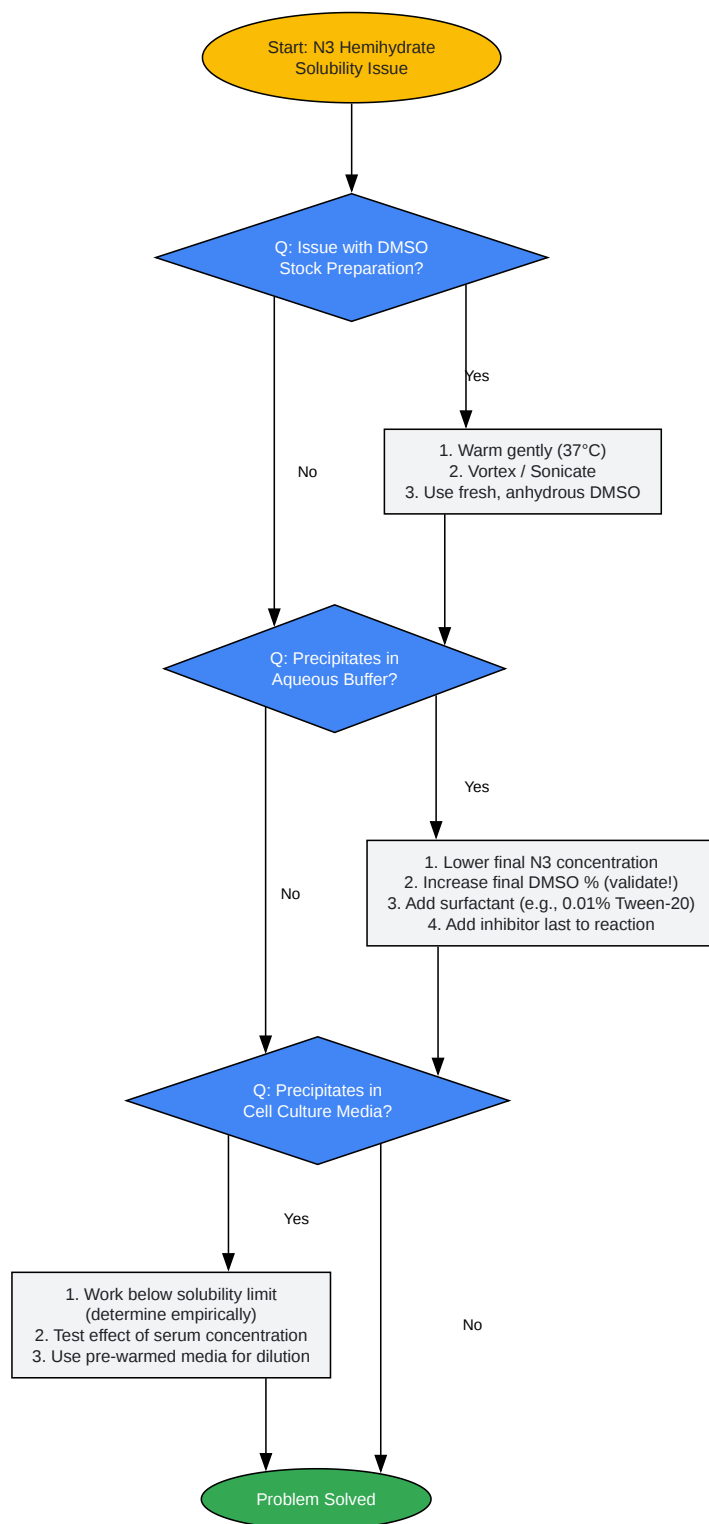 Start: N3 Hemihydrate
Solubility Issue
Q: Issue with DMSO
Stock Preparation?
Yes
1. Warm gently (37°C)
2. Vortex / Sonicate
3. Use fresh, anhydrous DMSO
No
Q: Precipitates in
Aqueous Buffer?
Yes
1. Lower final N3 concentration
2. Increase final DMSO % (validate!)
3. Add surfactant (e.g., 0.01% Tween-20)
4. Add inhibitor last to reaction
No
Q: Precipitates in
Cell Culture Media?
Yes
1. Work below solubility limit
(determine empirically)
2. Test effect of serum concentration
3. Use pre-warmed media for dilution
No
Problem Solved